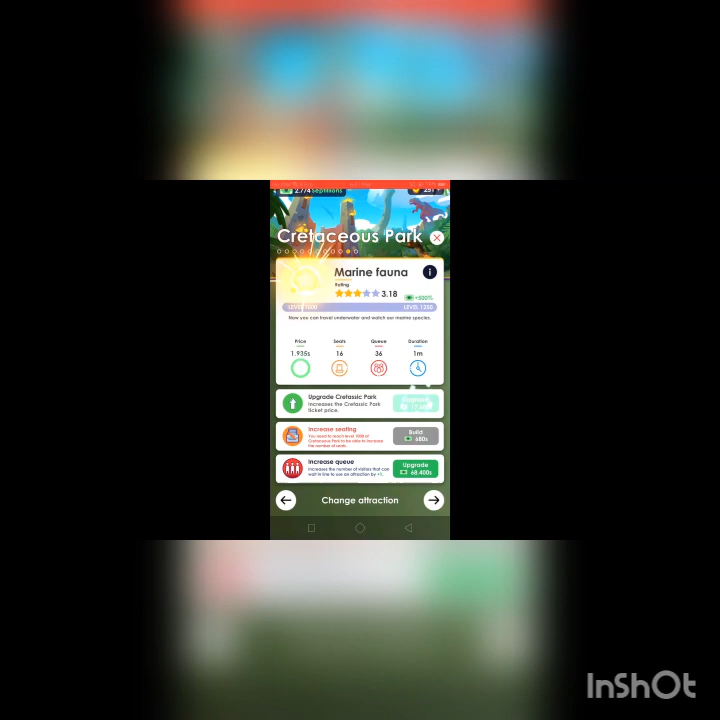 2.774 Septillions
Cretaceous Park
Marine fauna
i
Rating
3.18
+500%
LEVEL 1000
LEVEL 1250
Now you can travel underwater and watch our marine species.
Price
Seats
Queue
Duration
1.935s
16
36
1m
Upgrade Cretassic Park
Increases the Cretassic Park
ticket price.
Increase seating
You need to reach level 1000 of
Cretaceous Park to be able to increase
the number of seats.
Build
680s
Increase queue
Increases the number of visitors that can
wait in line to use an attraction by +1.
Upgrade
68.400s
Change attraction
InShOt